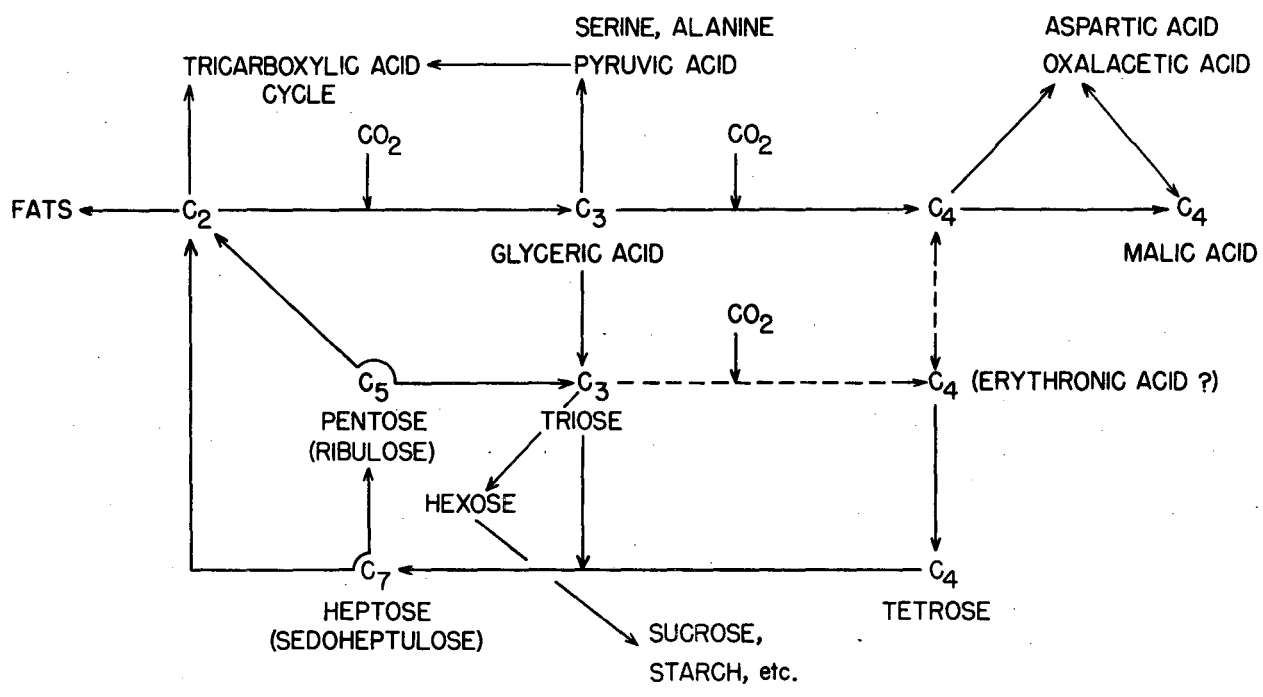 SERINE, ALANINE
ASPARTIC ACID
TRICARBOXYLIC ACID
CYCLE
PYRUVIC ACID
OXALACETIC ACID
CO2
CO2
FATS
C2
C3
C4
C4
GLYCERIC ACID
MALIC ACID
CO2
C5
C3
C4 (ERYTHRONIC ACID ?)
PENTOSE
(RIBULOSE)
TRIOSE
HEXOSE
C7
C4
HEPTOSE
(SEDOHEPTULOSE)
TETROSE
SUCROSE,
STARCH, etc.